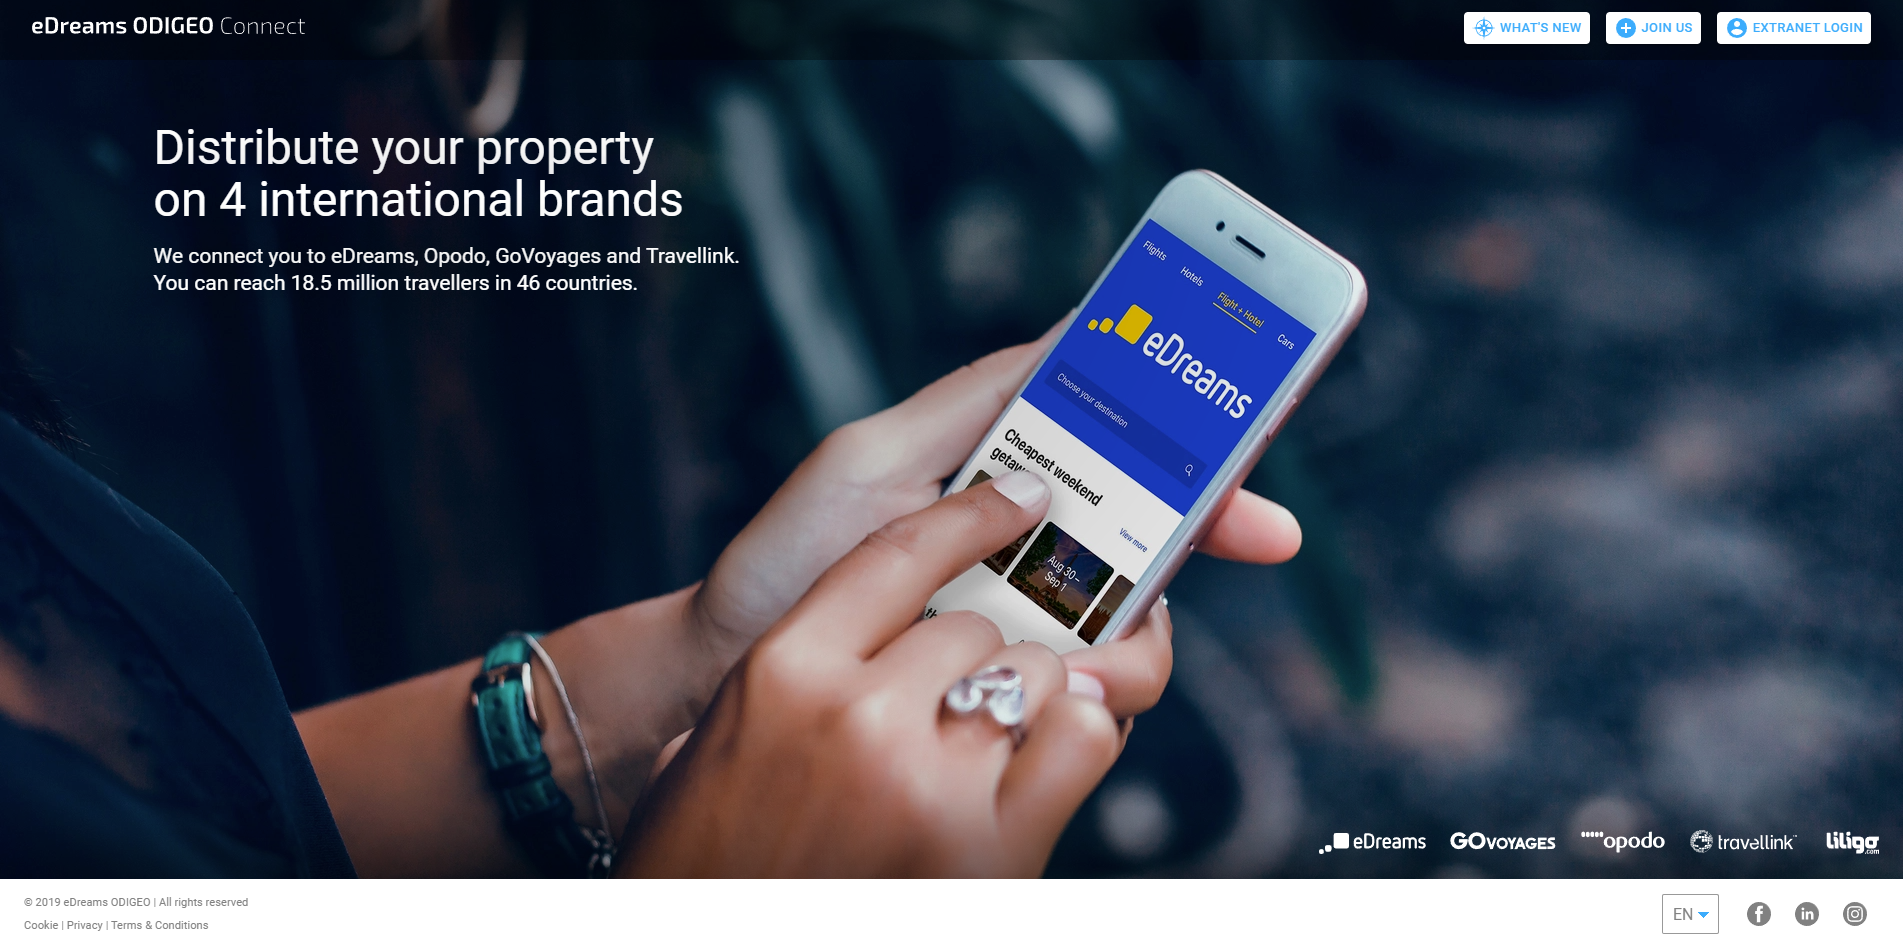 eDreams ODIGEO Connect
WHAT'S NEW
JOIN US
EXTRANET LOGIN
Distribute your property
on 4 international brands
We connect you to eDreams, Opodo, GoVoyages and Travellink.
You can reach 18.5 million travellers in 46 countries.
Flights
Hotels
Flight + Hotel
Cars
eDreams
Choose your destination
Cheapest weekend
View more
Aug 30 –
Sep 1
eDreams
GOVOYAGES
opodo
travellink™
liligo
.com
© 2019 eDreams ODIGEO | All rights reserved
Cookie | Privacy | Terms & Conditions
EN